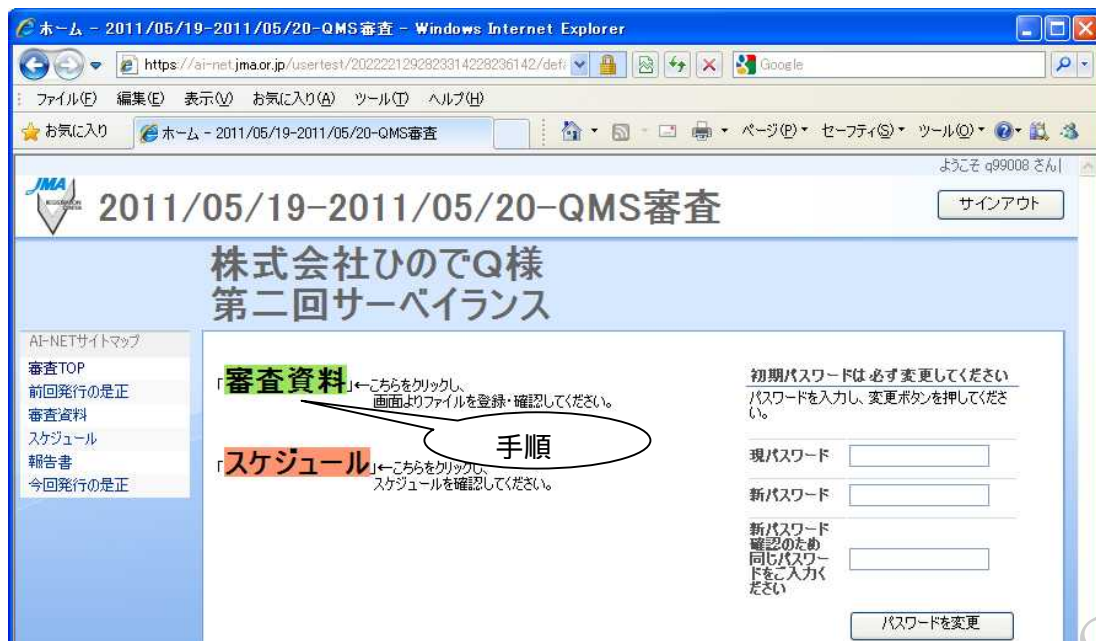 ホーム - 2011/05/19-2011/05/20-QMS審査 - Windows Internet Explorer
https://ai-net.jma.or.jp/usertest/2022221292823314228236142/defa
Google
ファイル(F) 編集(E) 表示(V) お気に入り(A) ツール(T) ヘルプ(H)
お気に入り ホーム - 2011/05/19-2011/05/20-QMS審査 ページ(P) セーフティ(S) ツール(O)
ようこそ q99008 さん|
JMA
2011/05/19-2011/05/20-QMS審査
サインアウト
株式会社ひのでQ様
第二回サーベイランス
AI-NETサイトマップ
審査TOP
前回発行の是正
審査資料
スケジュール
報告書
今回発行の是正
「審査資料」←こちらをクリックし、
画面よりファイルを登録・確認してください。
手順
「スケジュール」←こちらをクリックし、
スケジュールを確認してください。
初期パスワードは必ず変更してください
パスワードを入力し、変更ボタンを押してくださ
い。
現パスワード
新パスワード
新パスワード
確認のため
同じパスワー
ドをご入力く
ださい
パスワードを変更